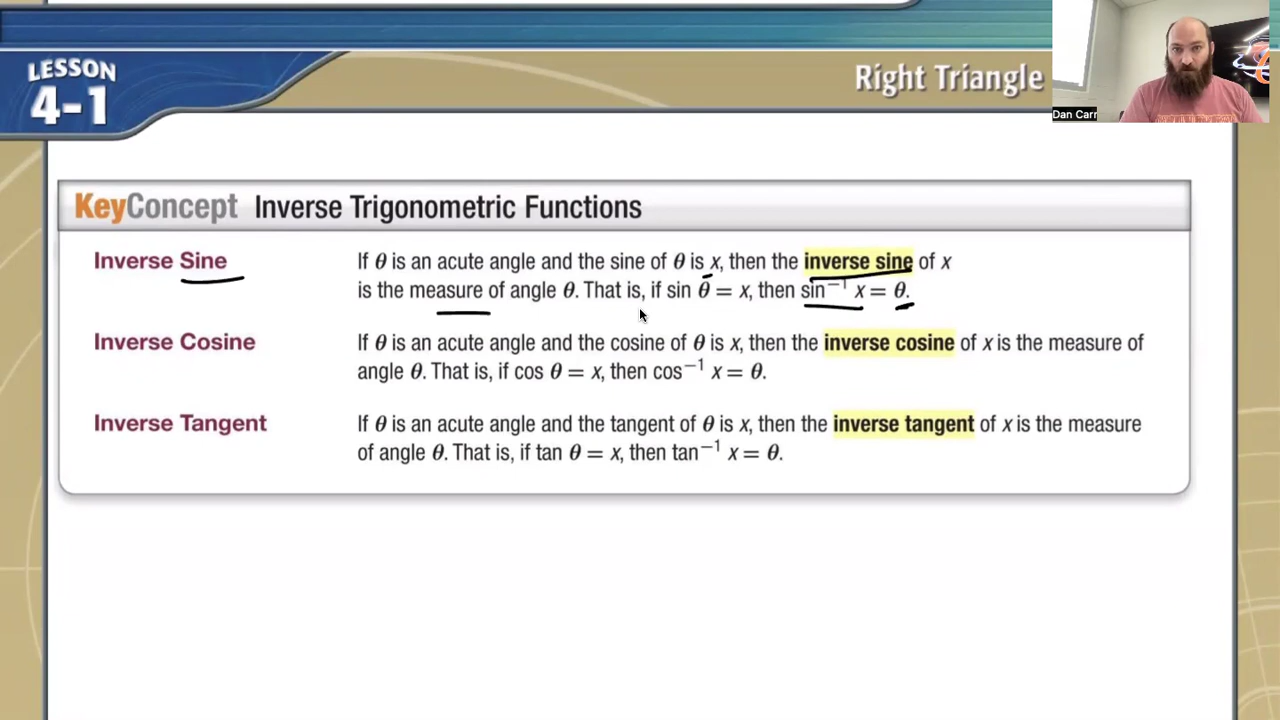 LESSON
4-1
Right Triangle
Dan Carr
KeyConcept Inverse Trigonometric Functions
Inverse Sine
If θ is an acute angle and the sine of θ is x, then the inverse sine of x
is the measure of angle θ. That is, if sin θ = x, then sin⁻¹ x = θ.
Inverse Cosine
If θ is an acute angle and the cosine of θ is x, then the inverse cosine of x is the measure of
angle θ. That is, if cos θ = x, then cos⁻¹ x = θ.
Inverse Tangent
If θ is an acute angle and the tangent of θ is x, then the inverse tangent of x is the measure
of angle θ. That is, if tan θ = x, then tan⁻¹ x = θ.